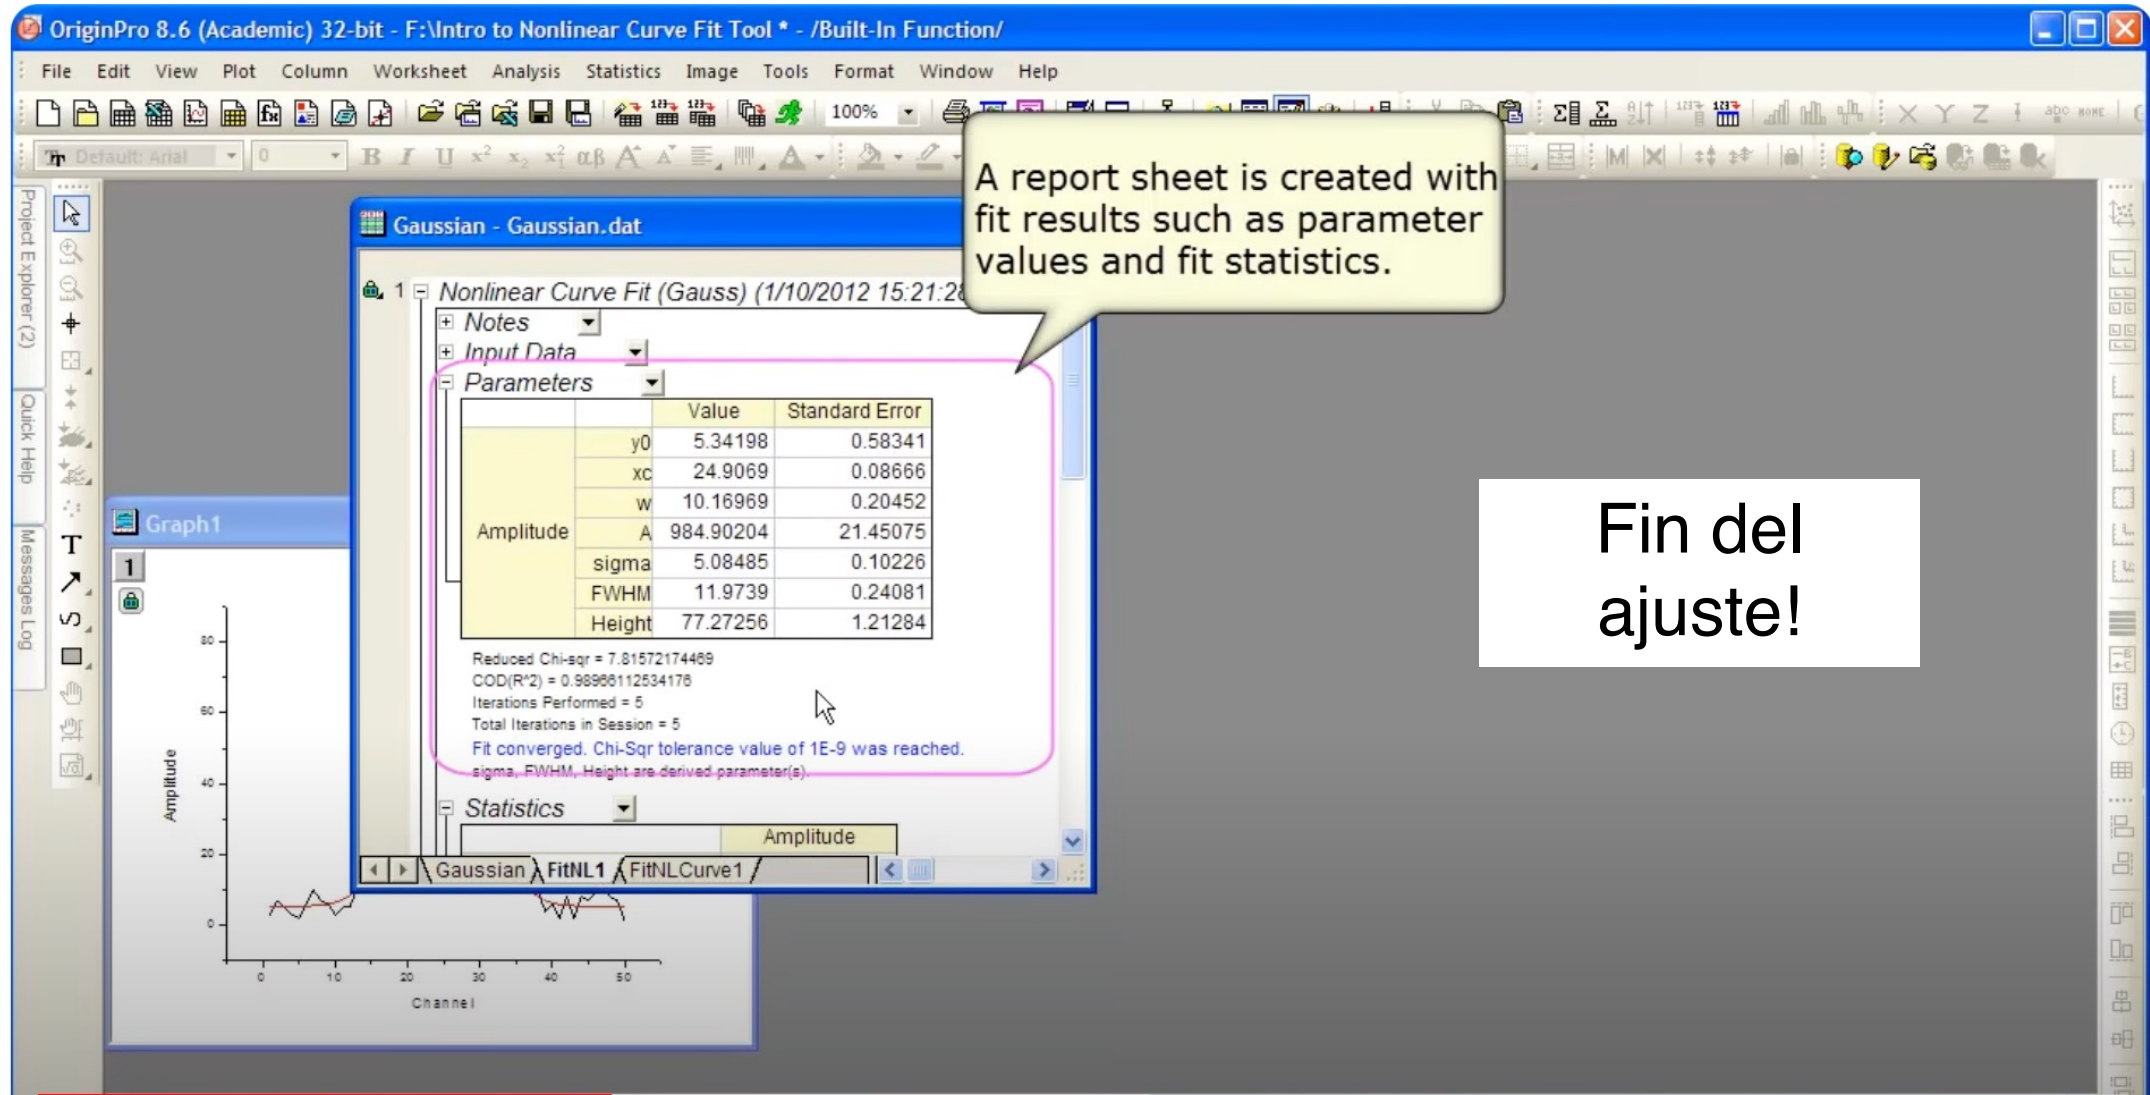 OriginPro 8.6 (Academic) 32-bit - F:\Intro to Nonlinear Curve Fit Tool * - /Built-In Function/
File Edit View Plot Column Worksheet Analysis Statistics Image Tools Format Window Help
100%
Default: Arial 0 B I U
Project Explorer (2)
Quick Help
Messages Log
A report sheet is created with
fit results such as parameter
values and fit statistics.
Gaussian - Gaussian.dat
1 Nonlinear Curve Fit (Gauss) (1/10/2012 15:21:28
Notes
Input Data
Parameters
Value Standard Error
y0 5.34198 0.58341
xc 24.9069 0.08666
w 10.16969 0.20452
Amplitude A 984.90204 21.45075
sigma 5.08485 0.10226
FWHM 11.9739 0.24081
Height 77.27256 1.21284
Reduced Chi-sqr = 7.81572174469
COD(R^2) = 0.98966112534176
Iterations Performed = 5
Total Iterations in Session = 5
Fit converged. Chi-Sqr tolerance value of 1E-9 was reached.
sigma, FWHM, Height are derived parameter(s).
Statistics
Amplitude
Gaussian FitNL1 FitNLCurve1
Graph1
1
80
60
40
20
0
Amplitude
0 10 20 30 40 50
Channel
Fin del
ajuste!